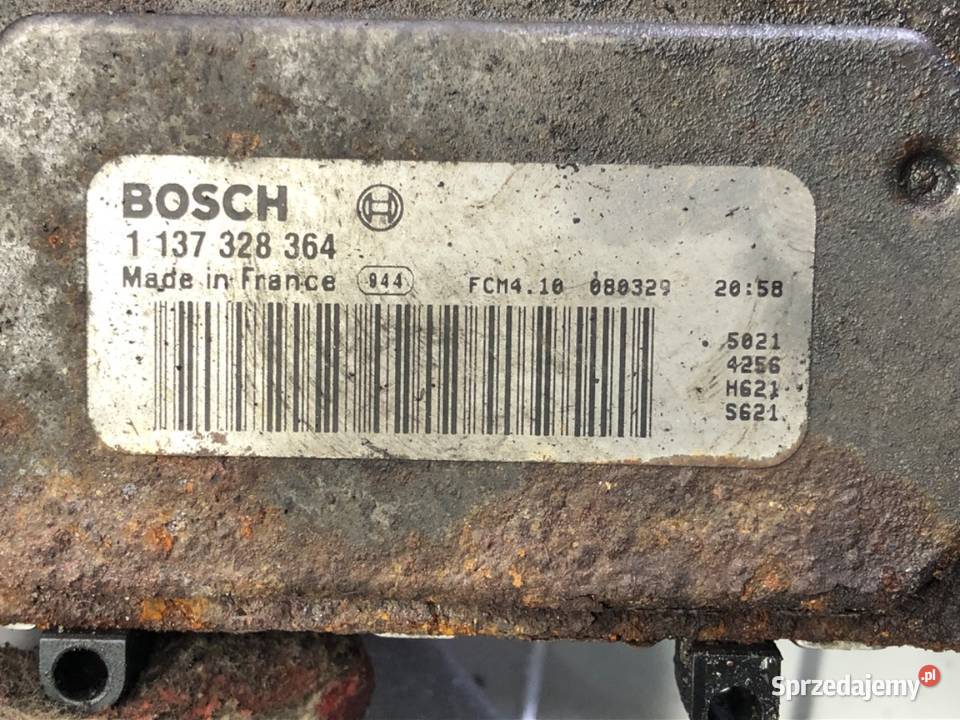 BOSCH
1 137 328 364
Made in France 944 FCM4.10 080329 20:58
5021
4256
H621
S621
Sprzedajemy.pl